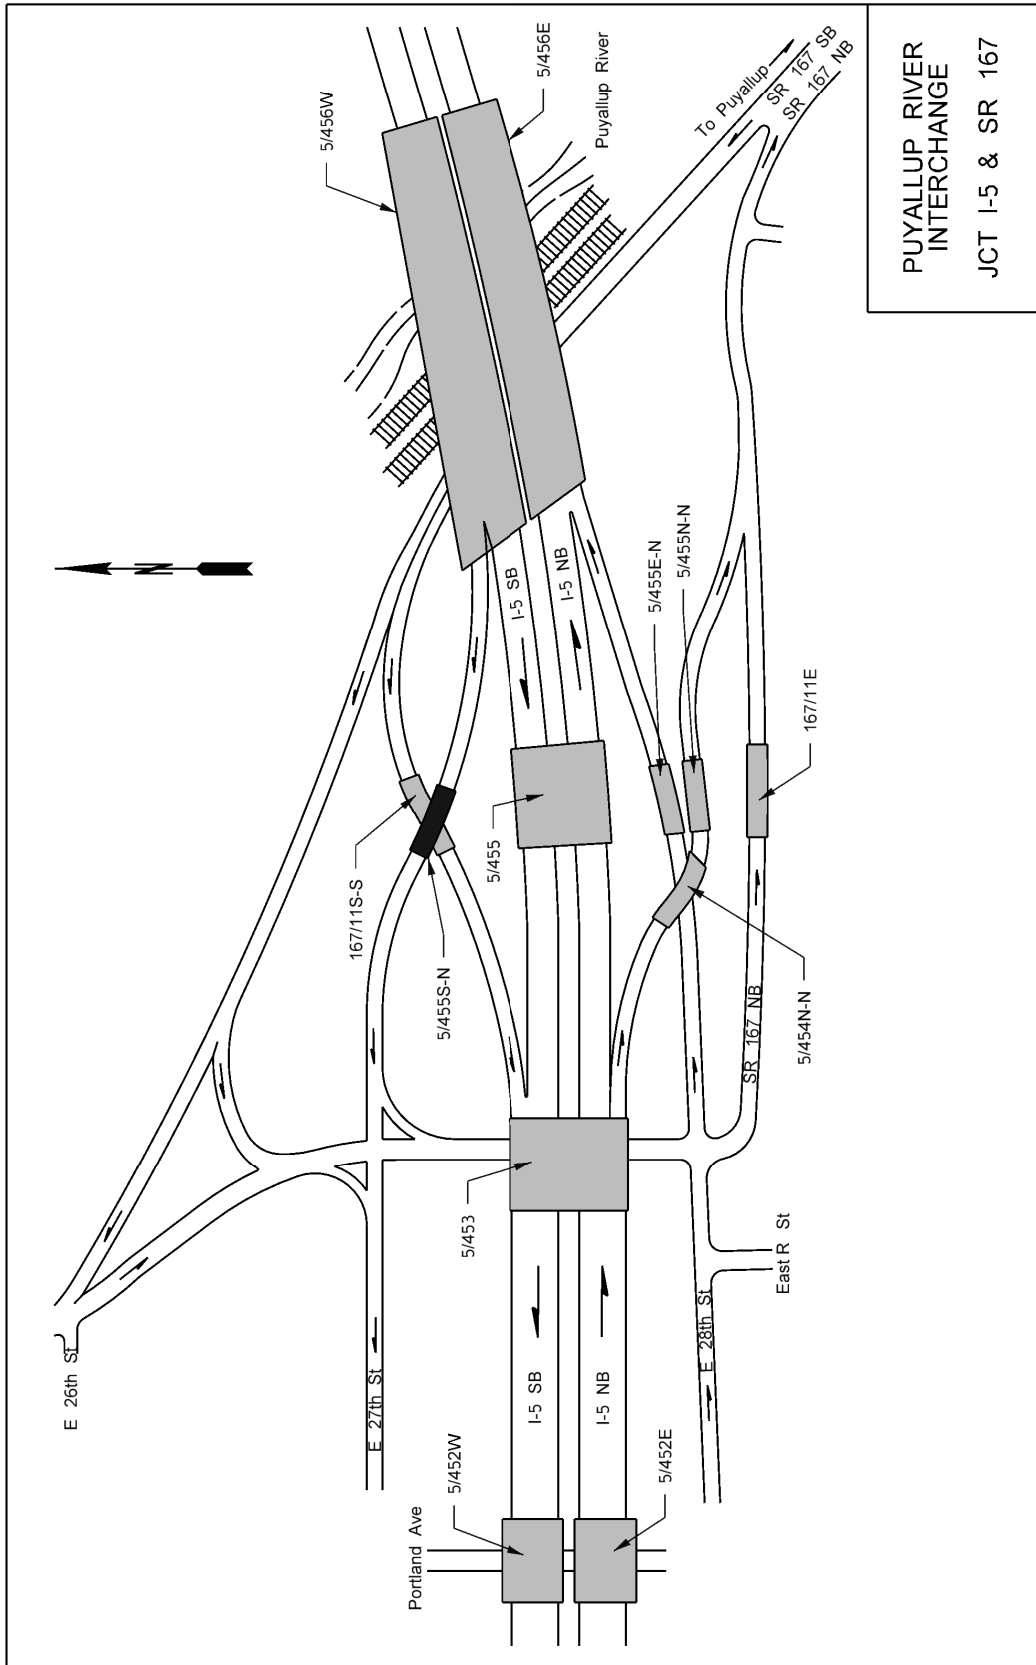 PUYALLUP RIVER
INTERCHANGE
JCT I-5 & SR 167
5/456W
5/456E
Puyallup River
To Puyallup
SR 167 SB
SR 167 NB
N
I-5 SB
I-5 NB
5/455E-N
5/455N-N
167/11E
167/11S-S
5/455
5/455S-N
5/454N-N
SR 167 NB
5/453
East R St
E 28th St
E 26th St
E 27th St
I-5 SB
I-5 NB
5/452W
5/452E
Portland Ave